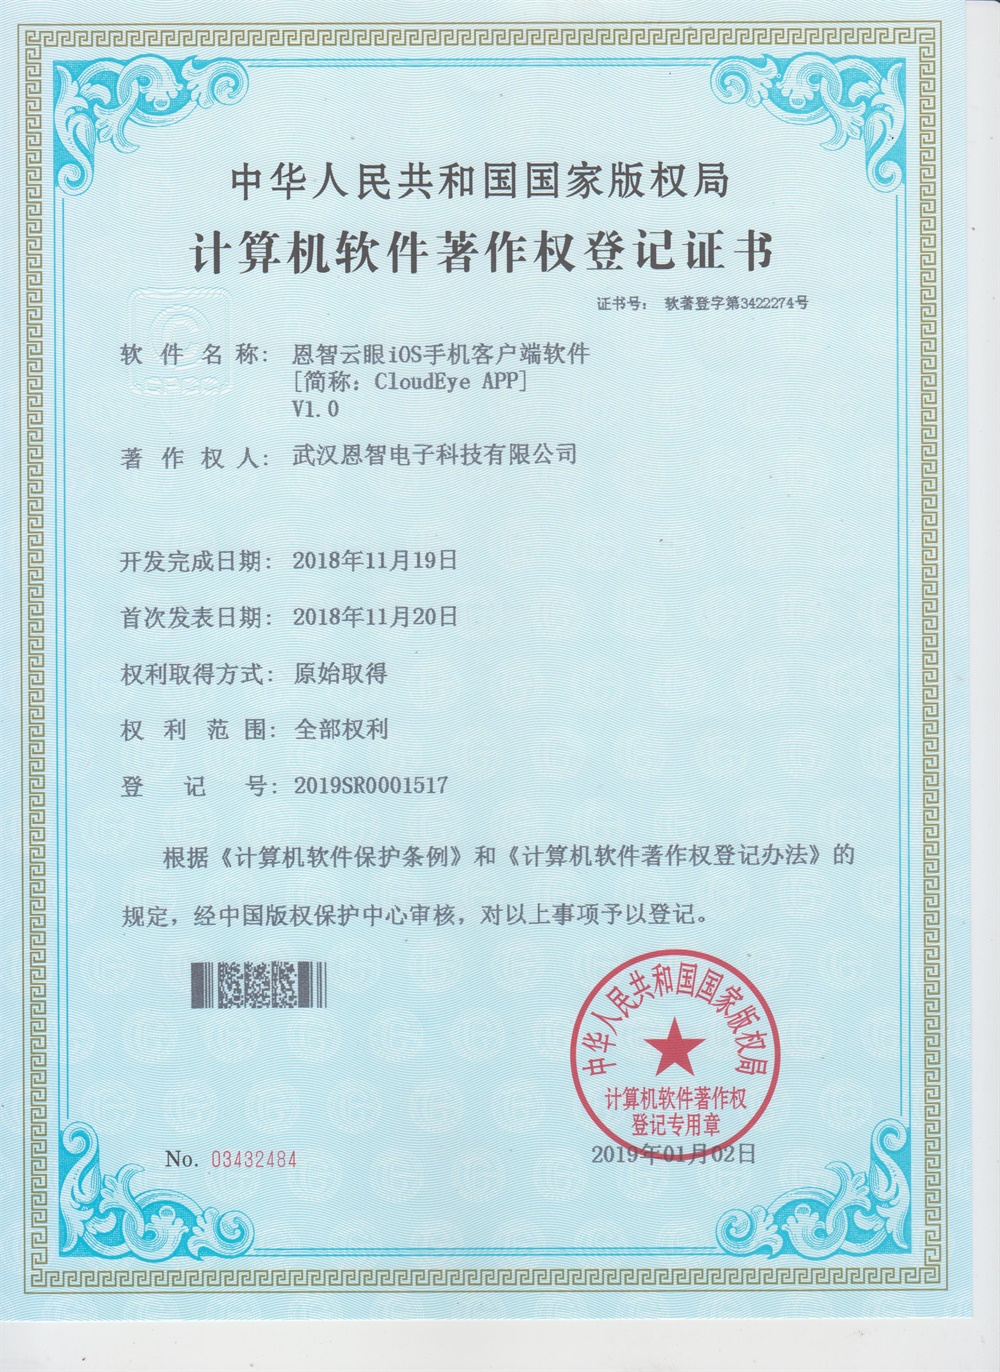 中华人民共和国国家版权局
计算机软件著作权登记证书
证书号： 软著登字第3422274号
软件名称： 恩智云眼iOS手机客户端软件
[简称：CloudEye APP]
V1.0
著作权人： 武汉恩智电子科技有限公司
开发完成日期： 2018年11月19日
首次发表日期： 2018年11月20日
权利取得方式： 原始取得
权利范围： 全部权利
登记号： 2019SR0001517
根据《计算机软件保护条例》和《计算机软件著作权登记办法》的
规定，经中国版权保护中心审核，对以上事项予以登记。
中华人民共和国国家版权局
计算机软件著作权
登记专用章
No. 03432484
2019年01月02日